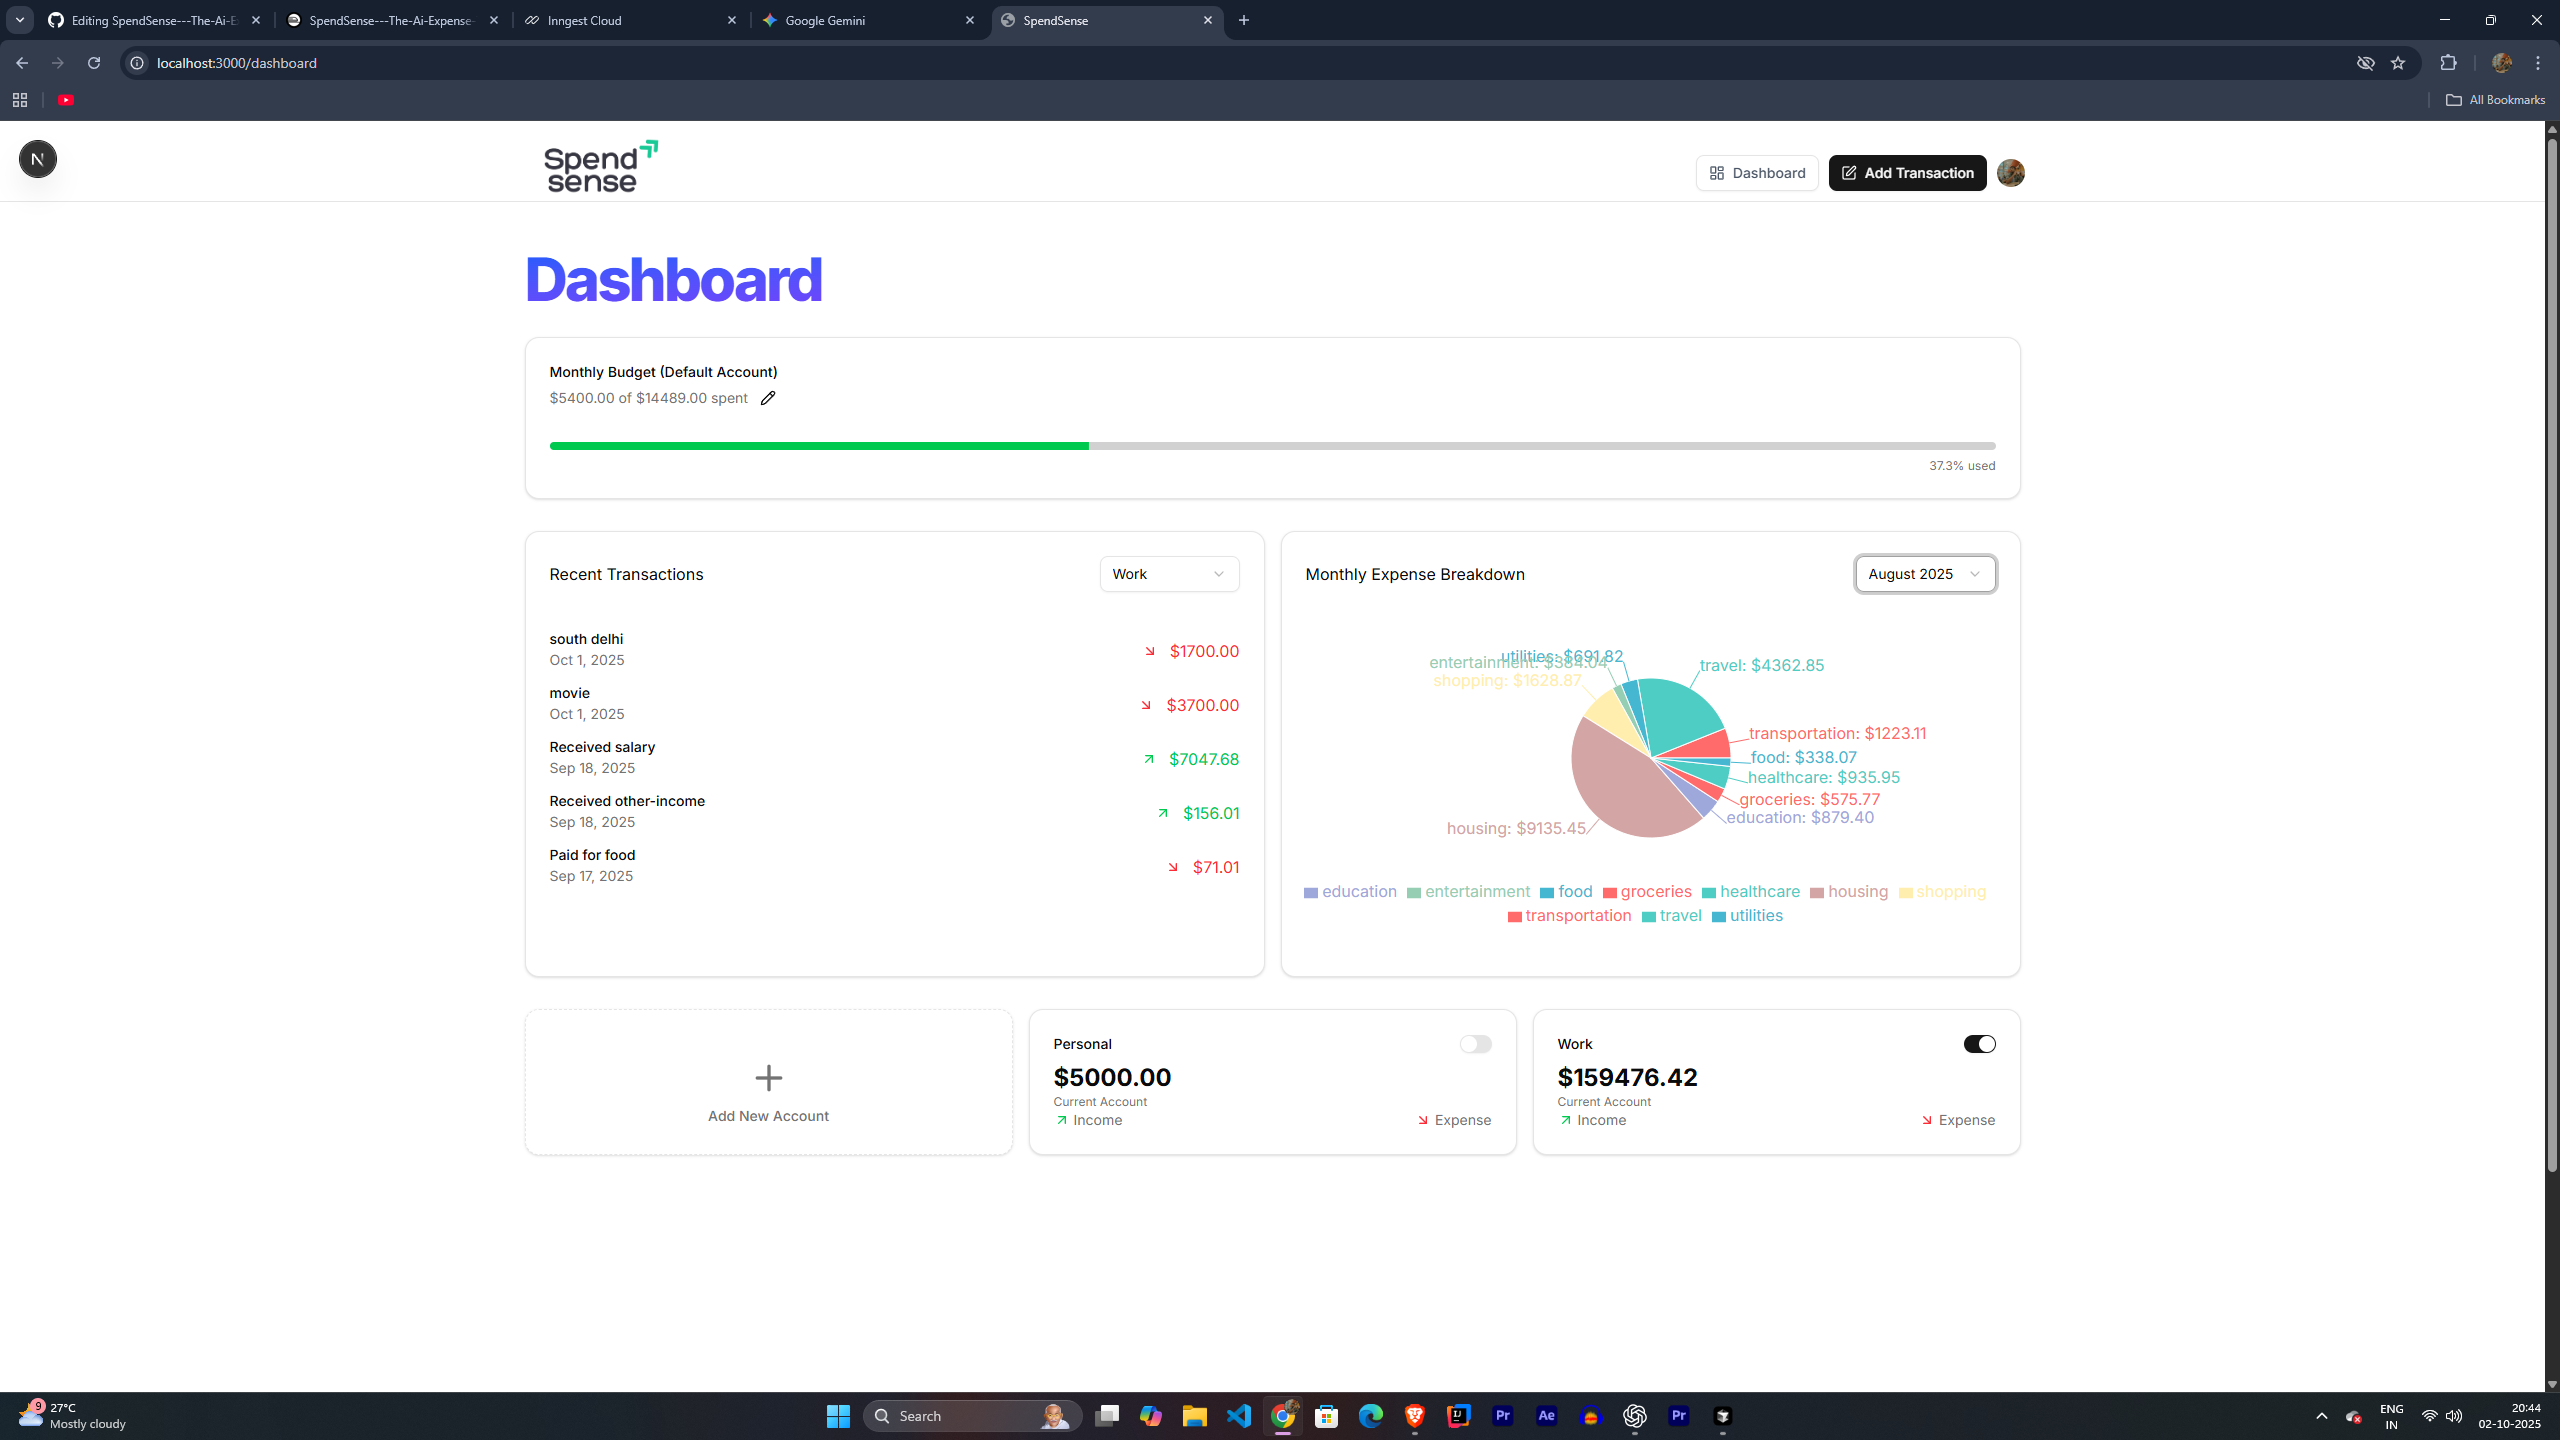 Editing SpendSense---The-Ai-E
SpendSense---The-Ai-Expense-
Inngest Cloud
Google Gemini
SpendSense
localhost:3000/dashboard
All Bookmarks
N
Spend
sense
Dashboard
Add Transaction
Dashboard
Monthly Budget (Default Account)
$5400.00 of $14489.00 spent
37.3% used
Recent Transactions
Work
south delhi
Oct 1, 2025
$1700.00
movie
Oct 1, 2025
$3700.00
Received salary
Sep 18, 2025
$7047.68
Received other-income
Sep 18, 2025
$156.01
Paid for food
Sep 17, 2025
$71.01
Monthly Expense Breakdown
August 2025
utilities: $691.82
entertainment: $384.04
shopping: $1628.87
travel: $4362.85
transportation: $1223.11
food: $338.07
healthcare: $935.95
groceries: $575.77
education: $879.40
housing: $9135.45
education entertainment food groceries healthcare housing shopping
transportation travel utilities
Add New Account
Personal
$5000.00
Current Account
Income
Expense
Work
$159476.42
Current Account
Income
Expense
9
27°C
Mostly cloudy
Search
IJ
Pr
Ae
Pr
ENG
IN
20:44
02-10-2025